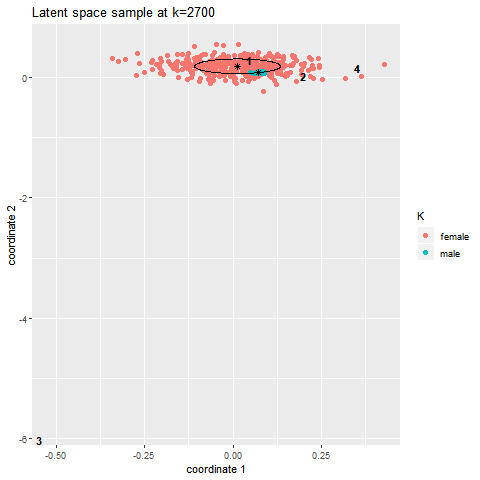 Latent space sample at k=2700
coordinate 2
0
-2
-4
-6
1
2
4
3
-0.50
-0.25
0.00
0.25
coordinate 1
K
female
male